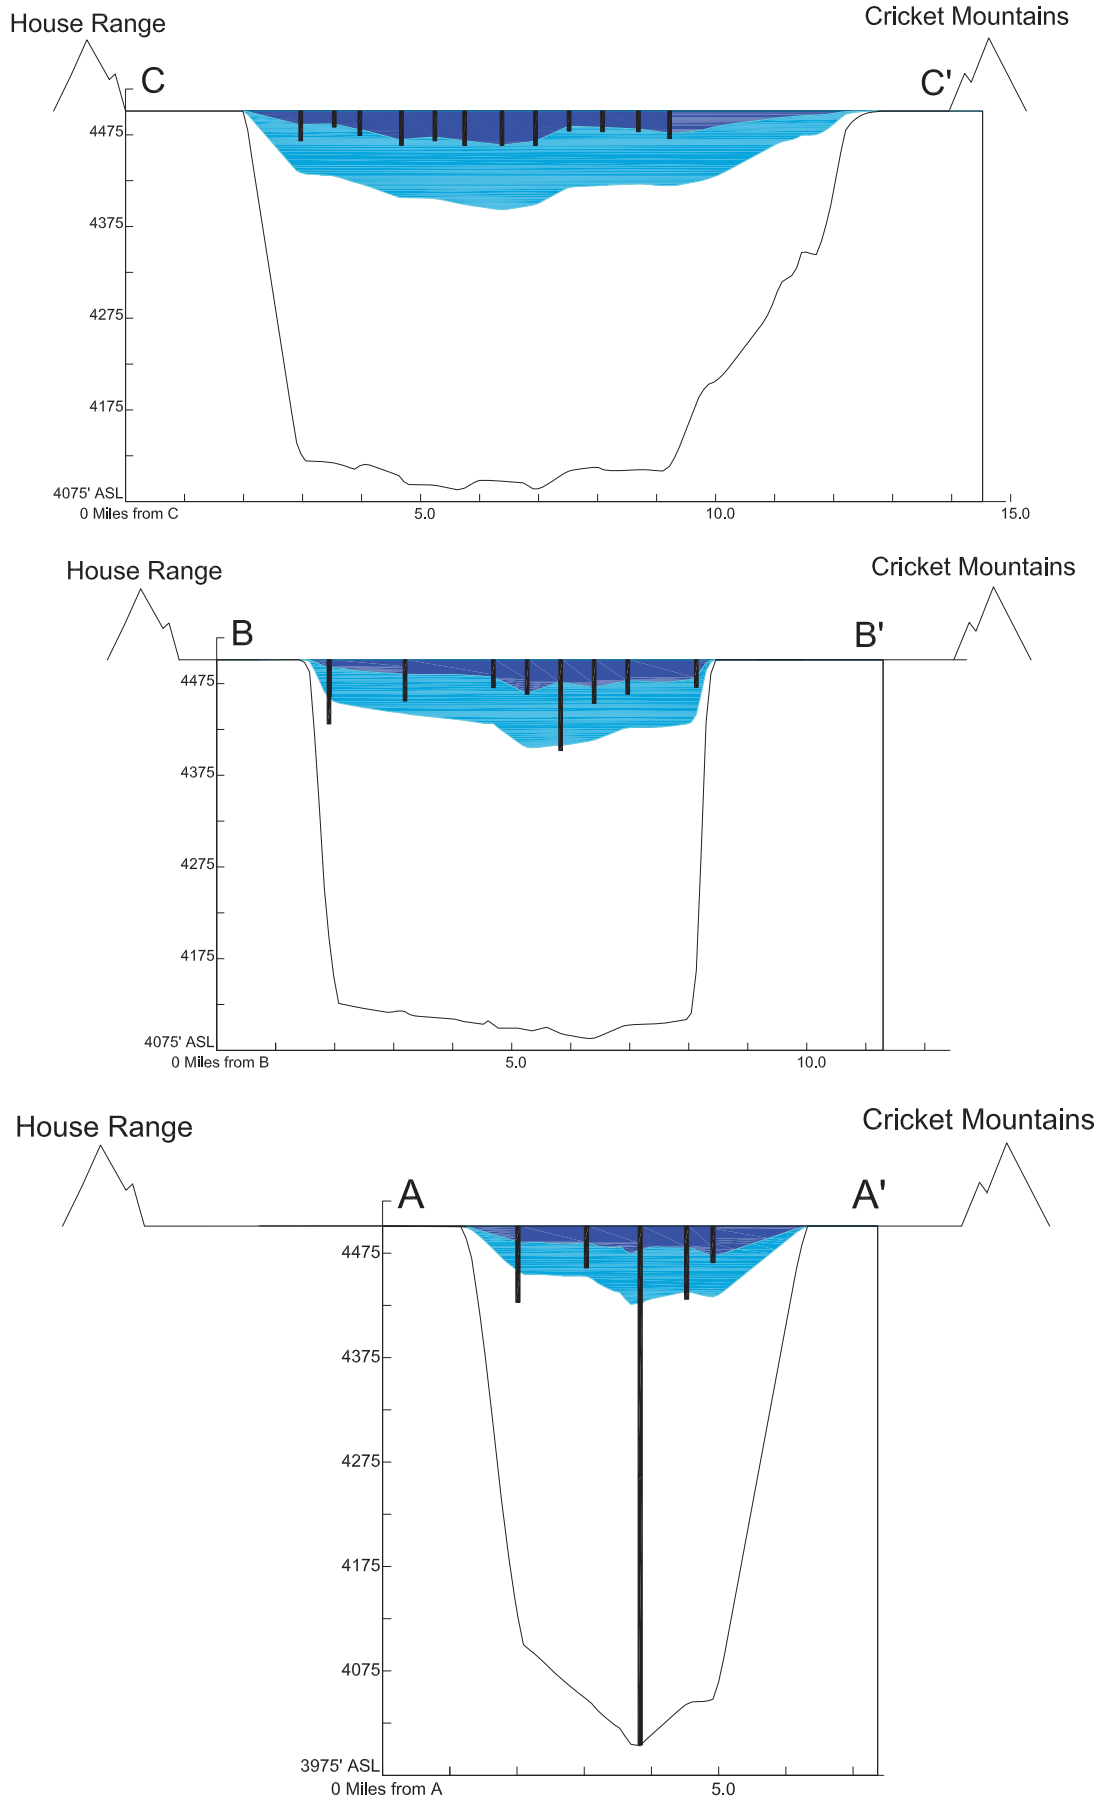 House Range
Cricket Mountains
C
C'
4475
4375
4275
4175
4075' ASL
0 Miles from C
5.0
10.0
15.0
House Range
Cricket Mountains
B
B'
4475
4375
4275
4175
4075' ASL
0 Miles from B
5.0
10.0
House Range
Cricket Mountains
A
A'
4475
4375
4275
4175
4075
3975' ASL
0 Miles from A
5.0